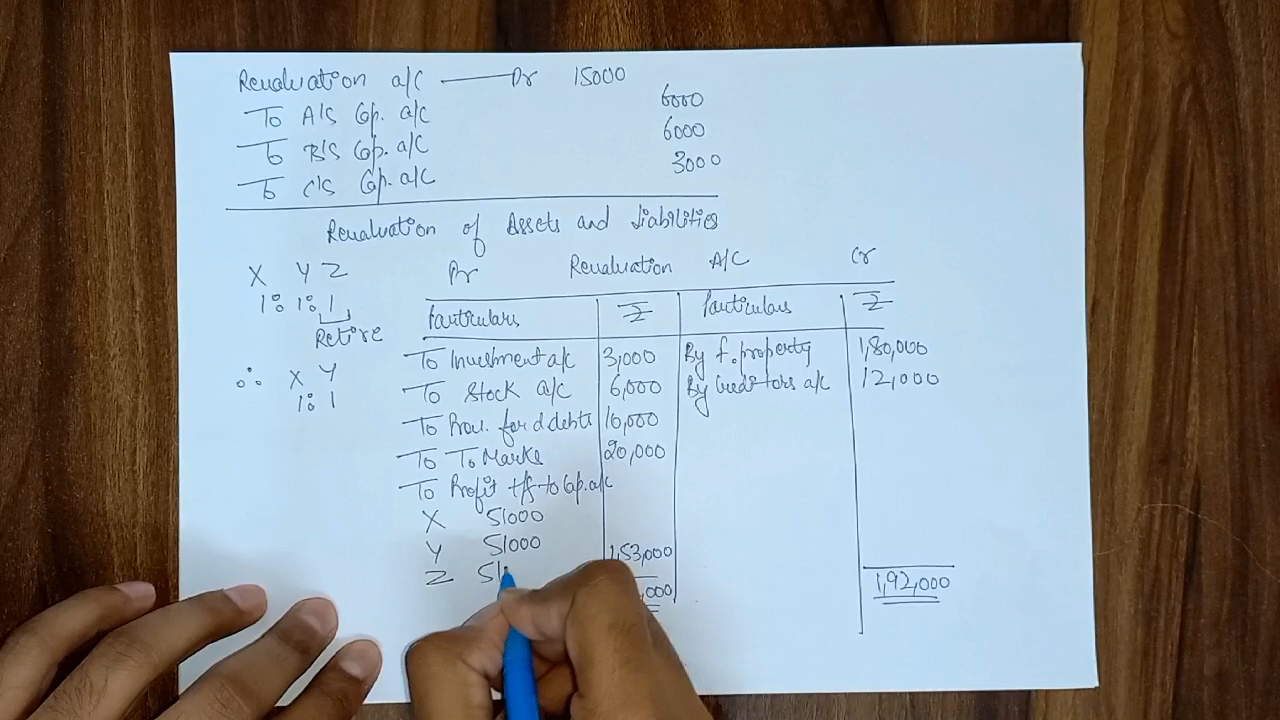 Revaluation a/c —— Dr 15000
To A's Cap. a/c 6000
To B's Cap. a/c 6000
To C's Cap. a/c 3000
Revaluation of Assets and Liabilities
X Y Z
1: 1: 1
Retire
∴ X Y
1: 1
Dr Revaluation A/C Cr
Particulars ₹ Particulars ₹
To Investment a/c 3,000 By f. property 1,80,000
To Stock a/c 6,000 By Creditors a/c 12,000
To Prov. for d debts 10,000
To To Marks 20,000
To Profit t/f to Cap. a/c
X 51000
Y 51000 1,53,000
Z 51
,000 1,92,000